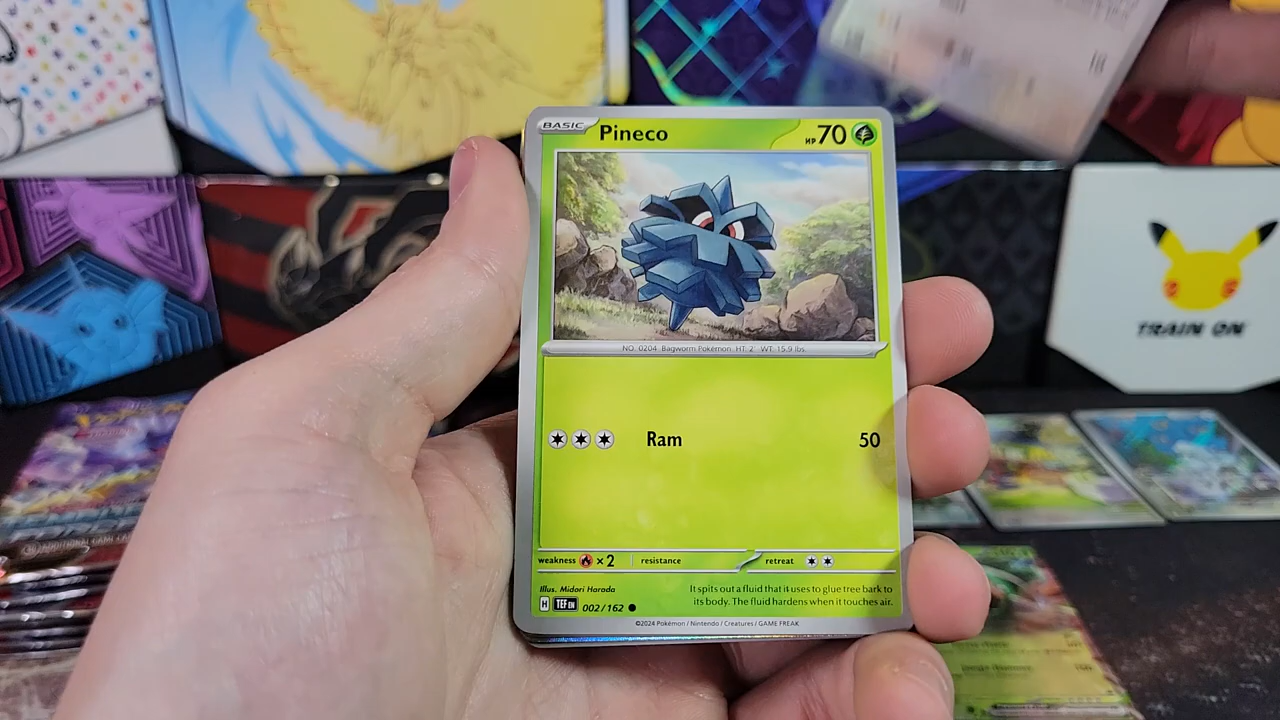 BASIC
Pineco
HP 70
NO. 0204 Bagworm Pokémon HT: 2' WT: 15.9 lbs.
Ram 50
weakness ×2 resistance retreat
Illus. Midori Harada
It spits out a fluid that it uses to glue tree bark to
its body. The fluid hardens when it touches air.
H TEF EN 002/162
©2024 Pokémon / Nintendo / Creatures / GAME FREAK
TRAIN ON